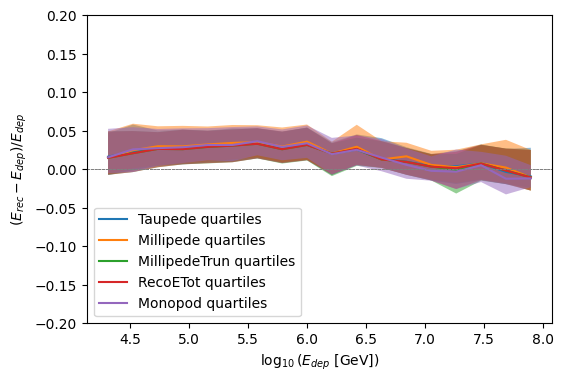 0.20
0.15
0.10
0.05
0.00
−0.05
−0.10
−0.15
−0.20
(E_rec − E_dep)/E_dep
Taupede quartiles
Millipede quartiles
MillipedeTrun quartiles
RecoETot quartiles
Monopod quartiles
4.5 5.0 5.5 6.0 6.5 7.0 7.5 8.0
log10 (E_dep [GeV])